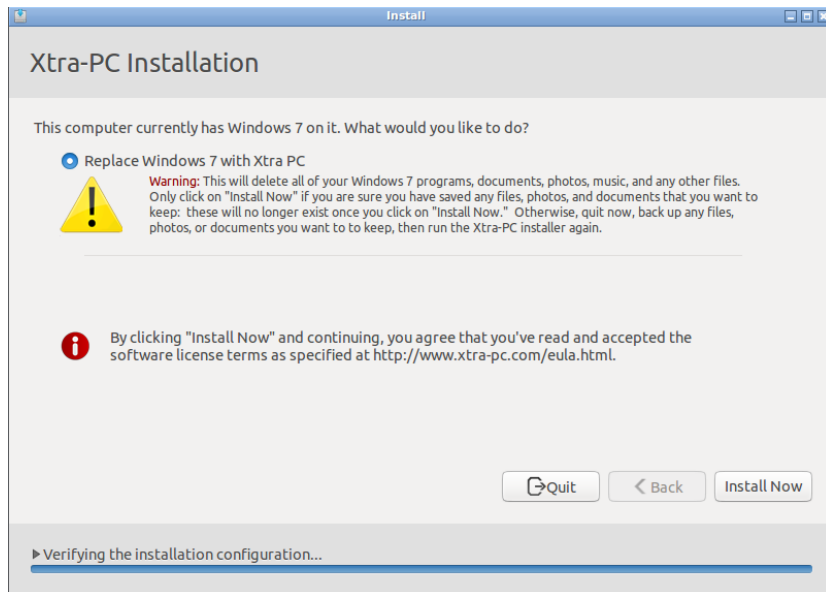 Install
Xtra-PC Installation
This computer currently has Windows 7 on it. What would you like to do?
Replace Windows 7 with Xtra PC
Warning: This will delete all of your Windows 7 programs, documents, photos, music, and any other files.
Only click on "Install Now" if you are sure you have saved any files, photos, and documents that you want to
keep: these will no longer exist once you click on "Install Now." Otherwise, quit now, back up any files,
photos, or documents you want to to keep, then run the Xtra-PC installer again.
By clicking "Install Now" and continuing, you agree that you've read and accepted the
software license terms as specified at http://www.xtra-pc.com/eula.html.
Quit
Back
Install Now
Verifying the installation configuration...